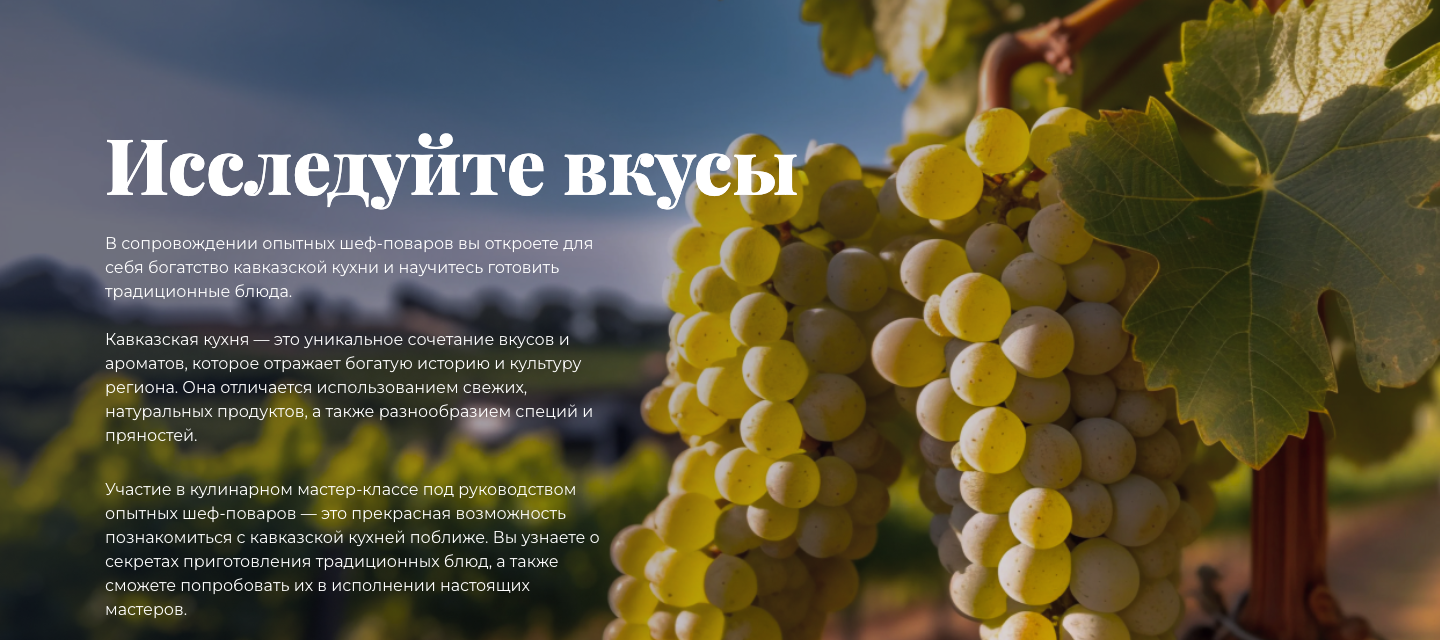 Исследуйте вкусы
В сопровождении опытных шеф-поваров вы откроете для
себя богатство кавказской кухни и научитесь готовить
традиционные блюда.
Кавказская кухня — это уникальное сочетание вкусов и
ароматов, которое отражает богатую историю и культуру
региона. Она отличается использованием свежих,
натуральных продуктов, а также разнообразием специй и
пряностей.
Участие в кулинарном мастер-классе под руководством
опытных шеф-поваров — это прекрасная возможность
познакомиться с кавказской кухней поближе. Вы узнаете о
секретах приготовления традиционных блюд, а также
сможете попробовать их в исполнении настоящих
мастеров.